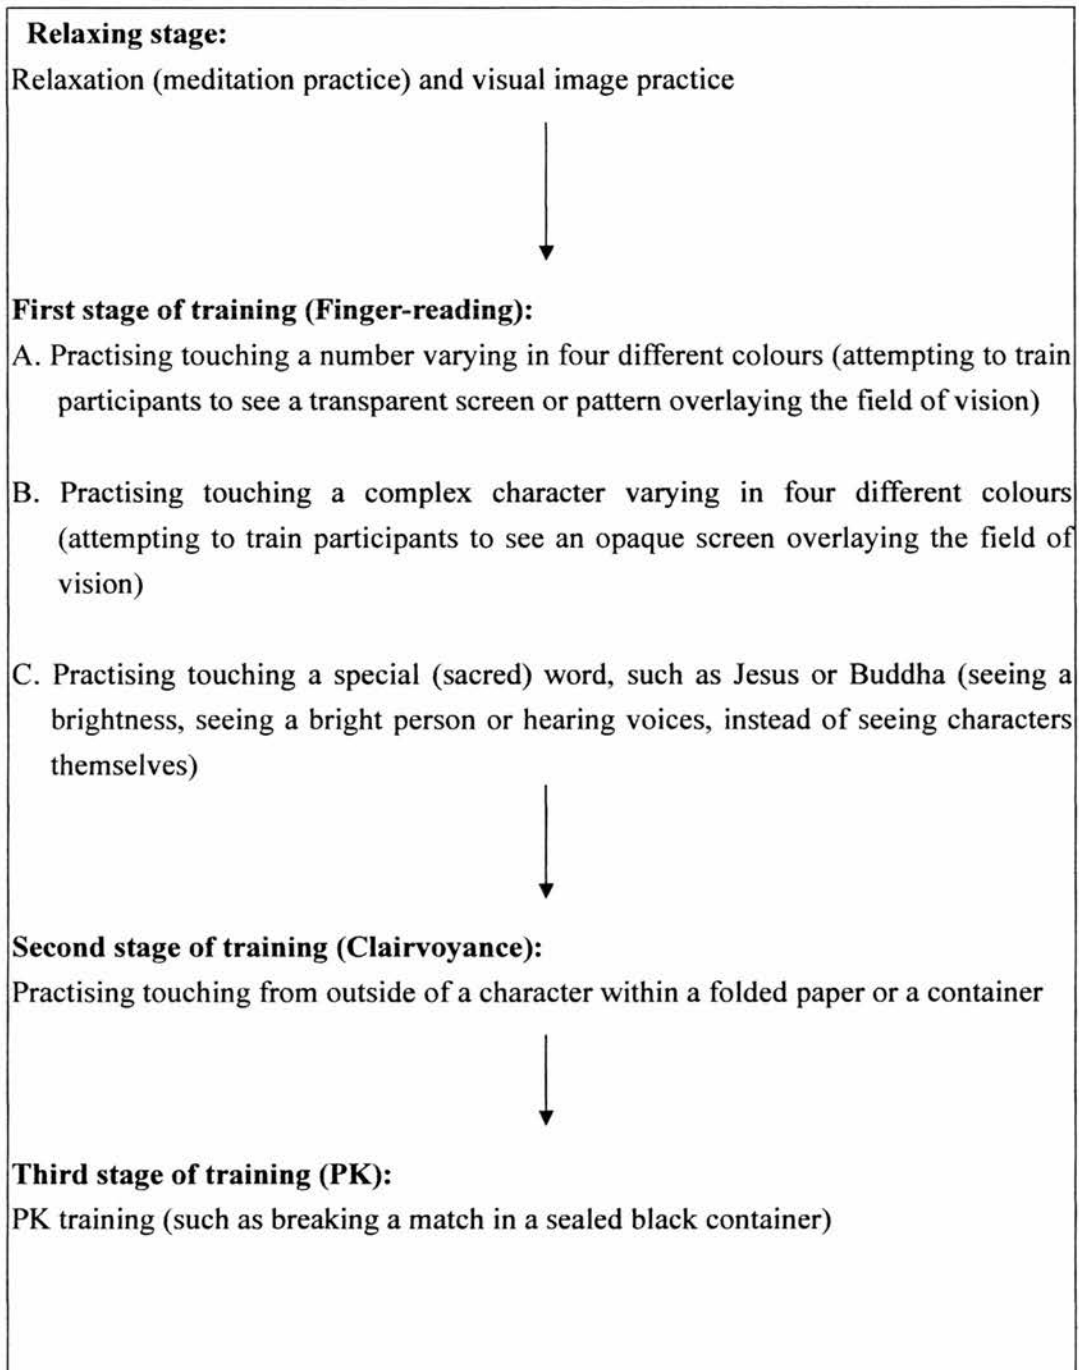 Relaxing stage:
Relaxation (meditation practice) and visual image practice
First stage of training (Finger-reading):
A. Practising touching a number varying in four different colours (attempting to train
participants to see a transparent screen or pattern overlaying the field of vision)
B. Practising touching a complex character varying in four different colours
(attempting to train participants to see an opaque screen overlaying the field of
vision)
C. Practising touching a special (sacred) word, such as Jesus or Buddha (seeing a
brightness, seeing a bright person or hearing voices, instead of seeing characters
themselves)
Second stage of training (Clairvoyance):
Practising touching from outside of a character within a folded paper or a container
Third stage of training (PK):
PK training (such as breaking a match in a sealed black container)